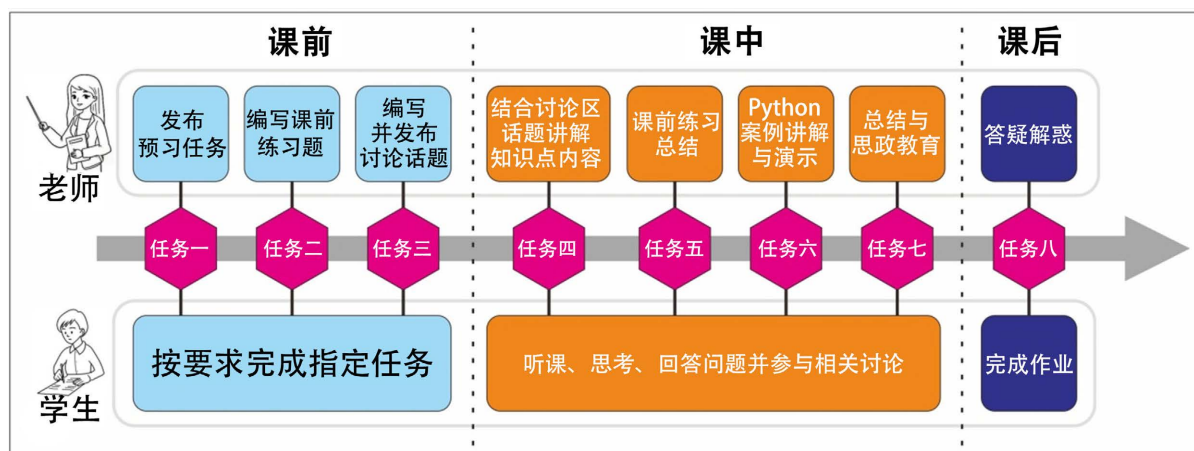 课前
课中
课后
发布
预习任务
编写课前
练习题
编写
并发布
讨论话题
结合讨论区
话题讲解
知识点内容
课前练习
总结
Python
案例讲解
与演示
总结与
思政教育
答疑解惑
老师
任务一
任务二
任务三
任务四
任务五
任务六
任务七
任务八
按要求完成指定任务
听课、思考、回答问题并参与相关讨论
完成作业
学生